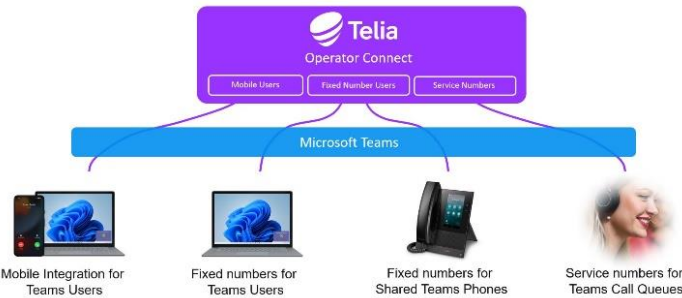 Telia
Operator Connect
Mobile Users
Fixed Number Users
Service Numbers
Microsoft Teams
Mobile Integration for
Teams Users
Fixed numbers for
Teams Users
Fixed numbers for
Shared Teams Phones
Service numbers for
Teams Call Queues